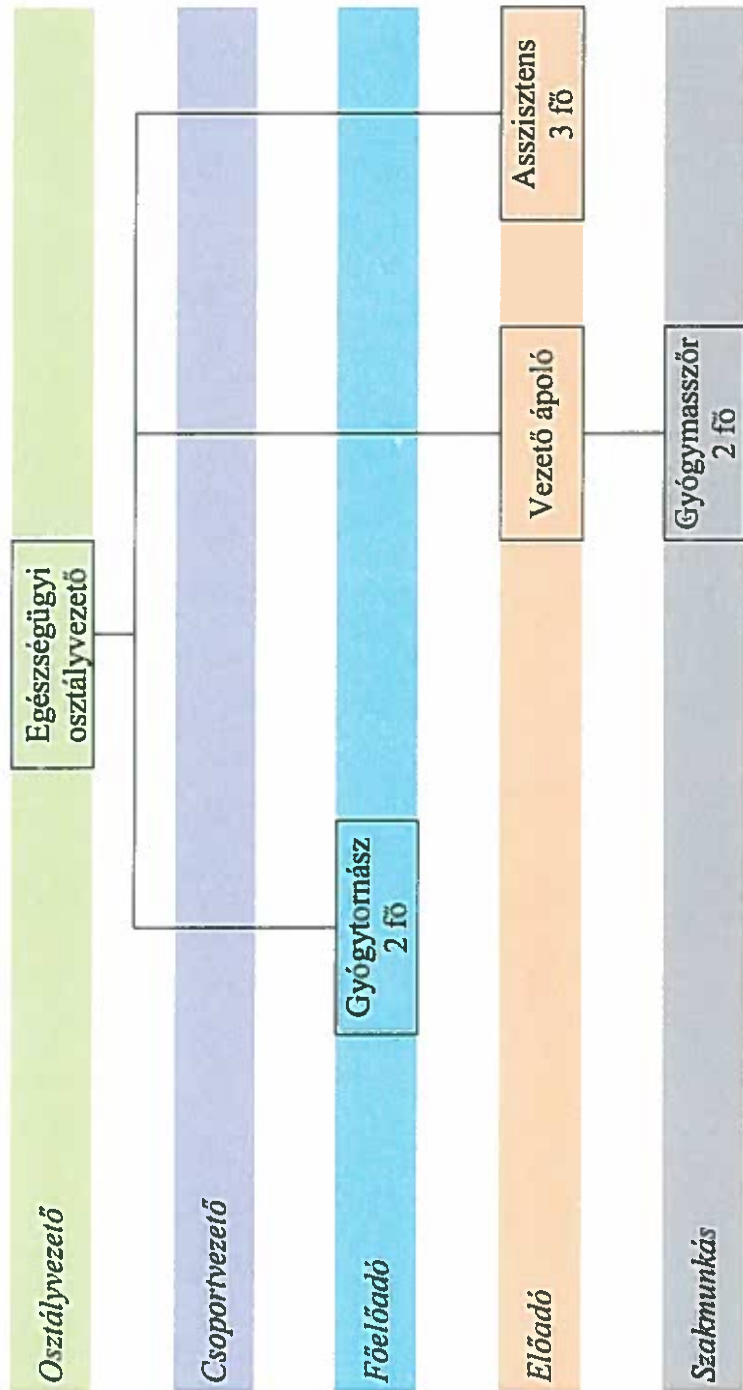 Osztályvezető
Egészségügyi
osztályvezető
Csoportvezető
Főelőadó
Gyógytornász
2 fő
Előadó
Vezető ápoló
Asszisztens
3 fő
Szakmunkás
Gyógymasszőr
2 fő